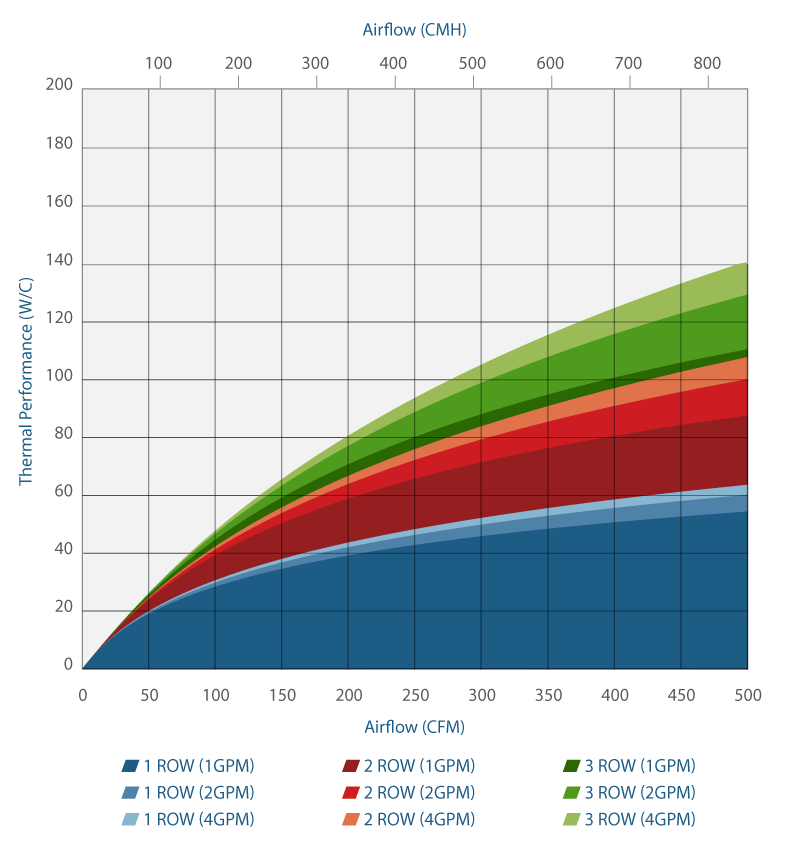 Airflow (CMH)
100 200 300 400 500 600 700 800
200
180
160
140
120
100
80
60
40
20
0
Thermal Performance (W/C)
0 50 100 150 200 250 300 350 400 450 500
Airflow (CFM)
1 ROW (1GPM) 2 ROW (1GPM) 3 ROW (1GPM)
1 ROW (2GPM) 2 ROW (2GPM) 3 ROW (2GPM)
1 ROW (4GPM) 2 ROW (4GPM) 3 ROW (4GPM)